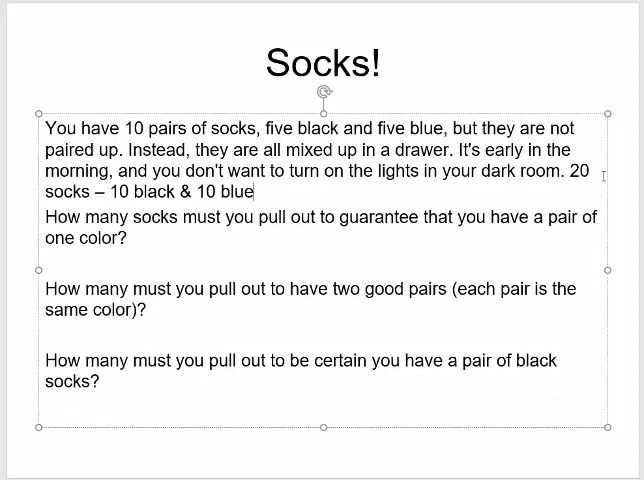 Socks!
You have 10 pairs of socks, five black and five blue, but they are not
paired up. Instead, they are all mixed up in a drawer. It's early in the
morning, and you don't want to turn on the lights in your dark room. 20
socks – 10 black & 10 blue
How many socks must you pull out to guarantee that you have a pair of
one color?
How many must you pull out to have two good pairs (each pair is the
same color)?
How many must you pull out to be certain you have a pair of black
socks?